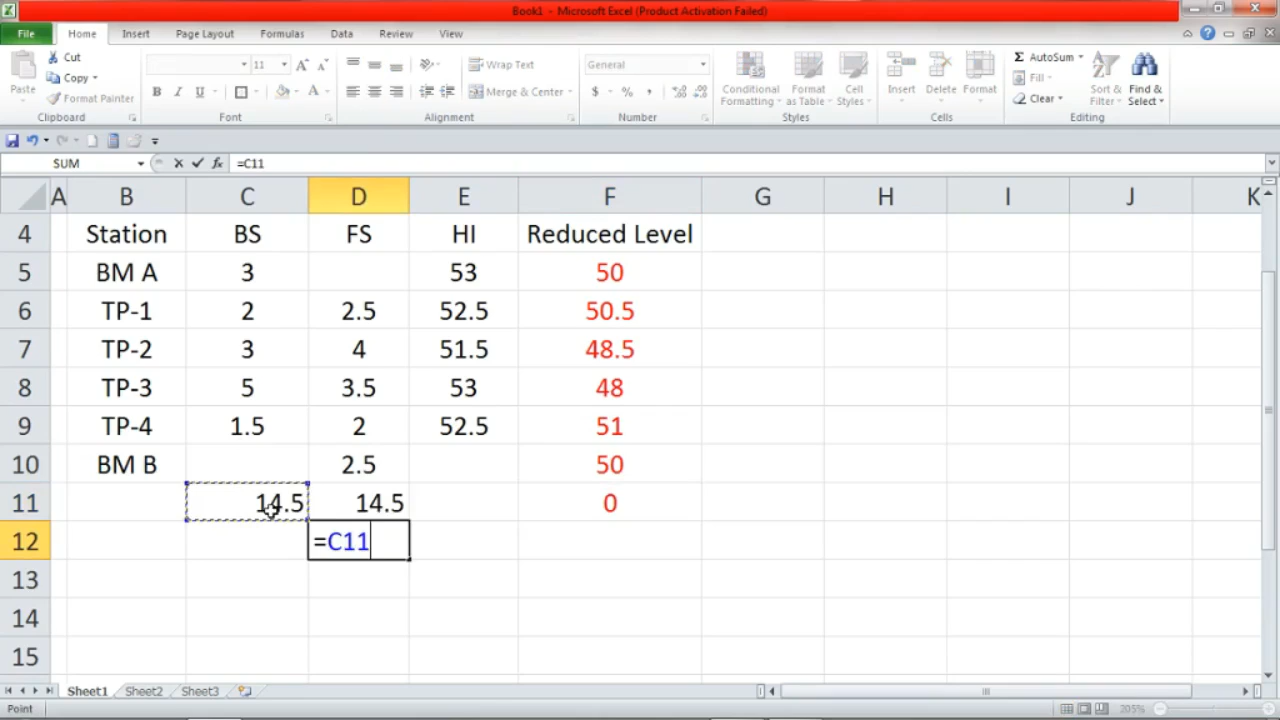 Book1 - Microsoft Excel (Product Activation Failed)
File Home Insert Page Layout Formulas Data Review View
Paste Cut Copy Format Painter
11 A A B I U A
Wrap Text Merge & Center
General $ % ,
Conditional Formatting Format as Table Cell Styles
Insert Delete Format
Σ AutoSum Fill Clear Sort & Filter Find & Select
Clipboard Font Alignment Number Styles Cells Editing
SUM fx =C11
A B C D E F G H I J K
4 Station BS FS HI Reduced Level
5 BM A 3 53 50
6 TP-1 2 2.5 52.5 50.5
7 TP-2 3 4 51.5 48.5
8 TP-3 5 3.5 53 48
9 TP-4 1.5 2 52.5 51
10 BM B 2.5 50
11 14.5 14.5 0
12 =C11
13
14
15
Sheet1 Sheet2 Sheet3
Point 205%